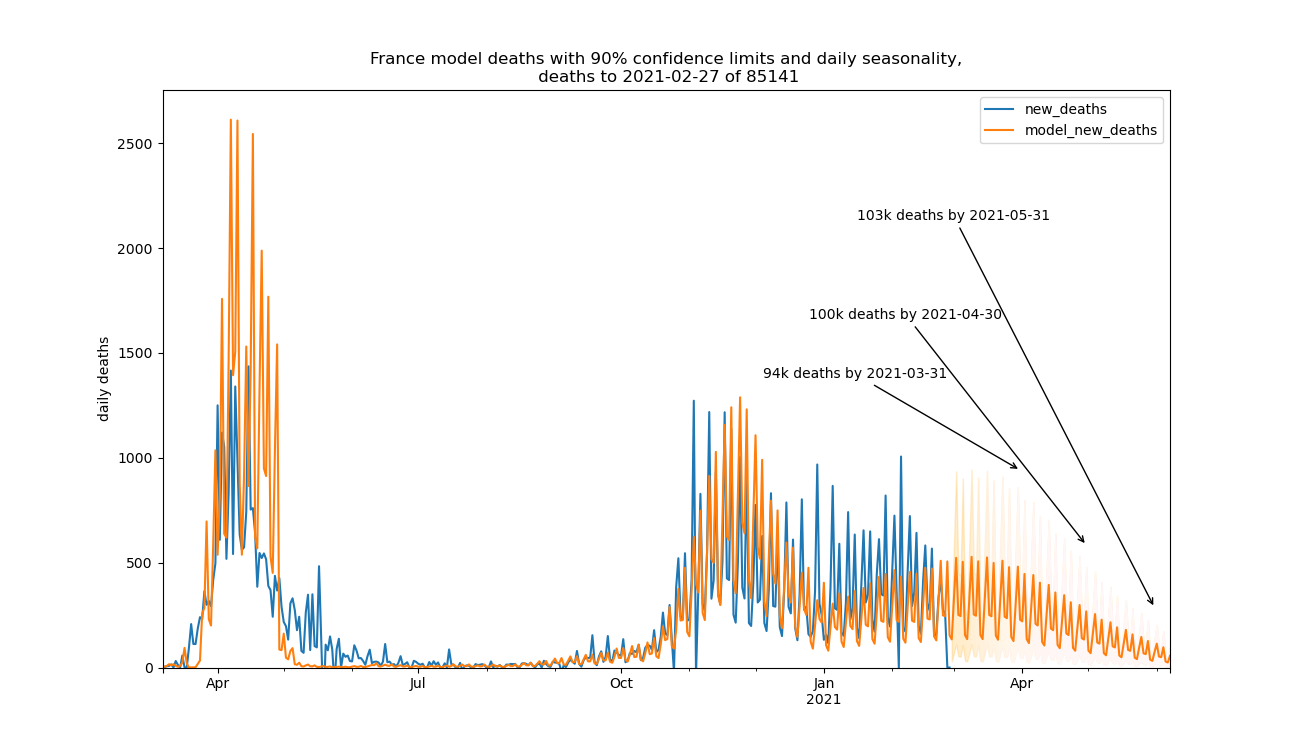 France model deaths with 90% confidence limits and daily seasonality,
deaths to 2021-02-27 of 85141
new_deaths
model_new_deaths
2500
2000
1500
1000
500
0
daily deaths
103k deaths by 2021-05-31
100k deaths by 2021-04-30
94k deaths by 2021-03-31
Apr
Jul
Oct
Jan
2021
Apr